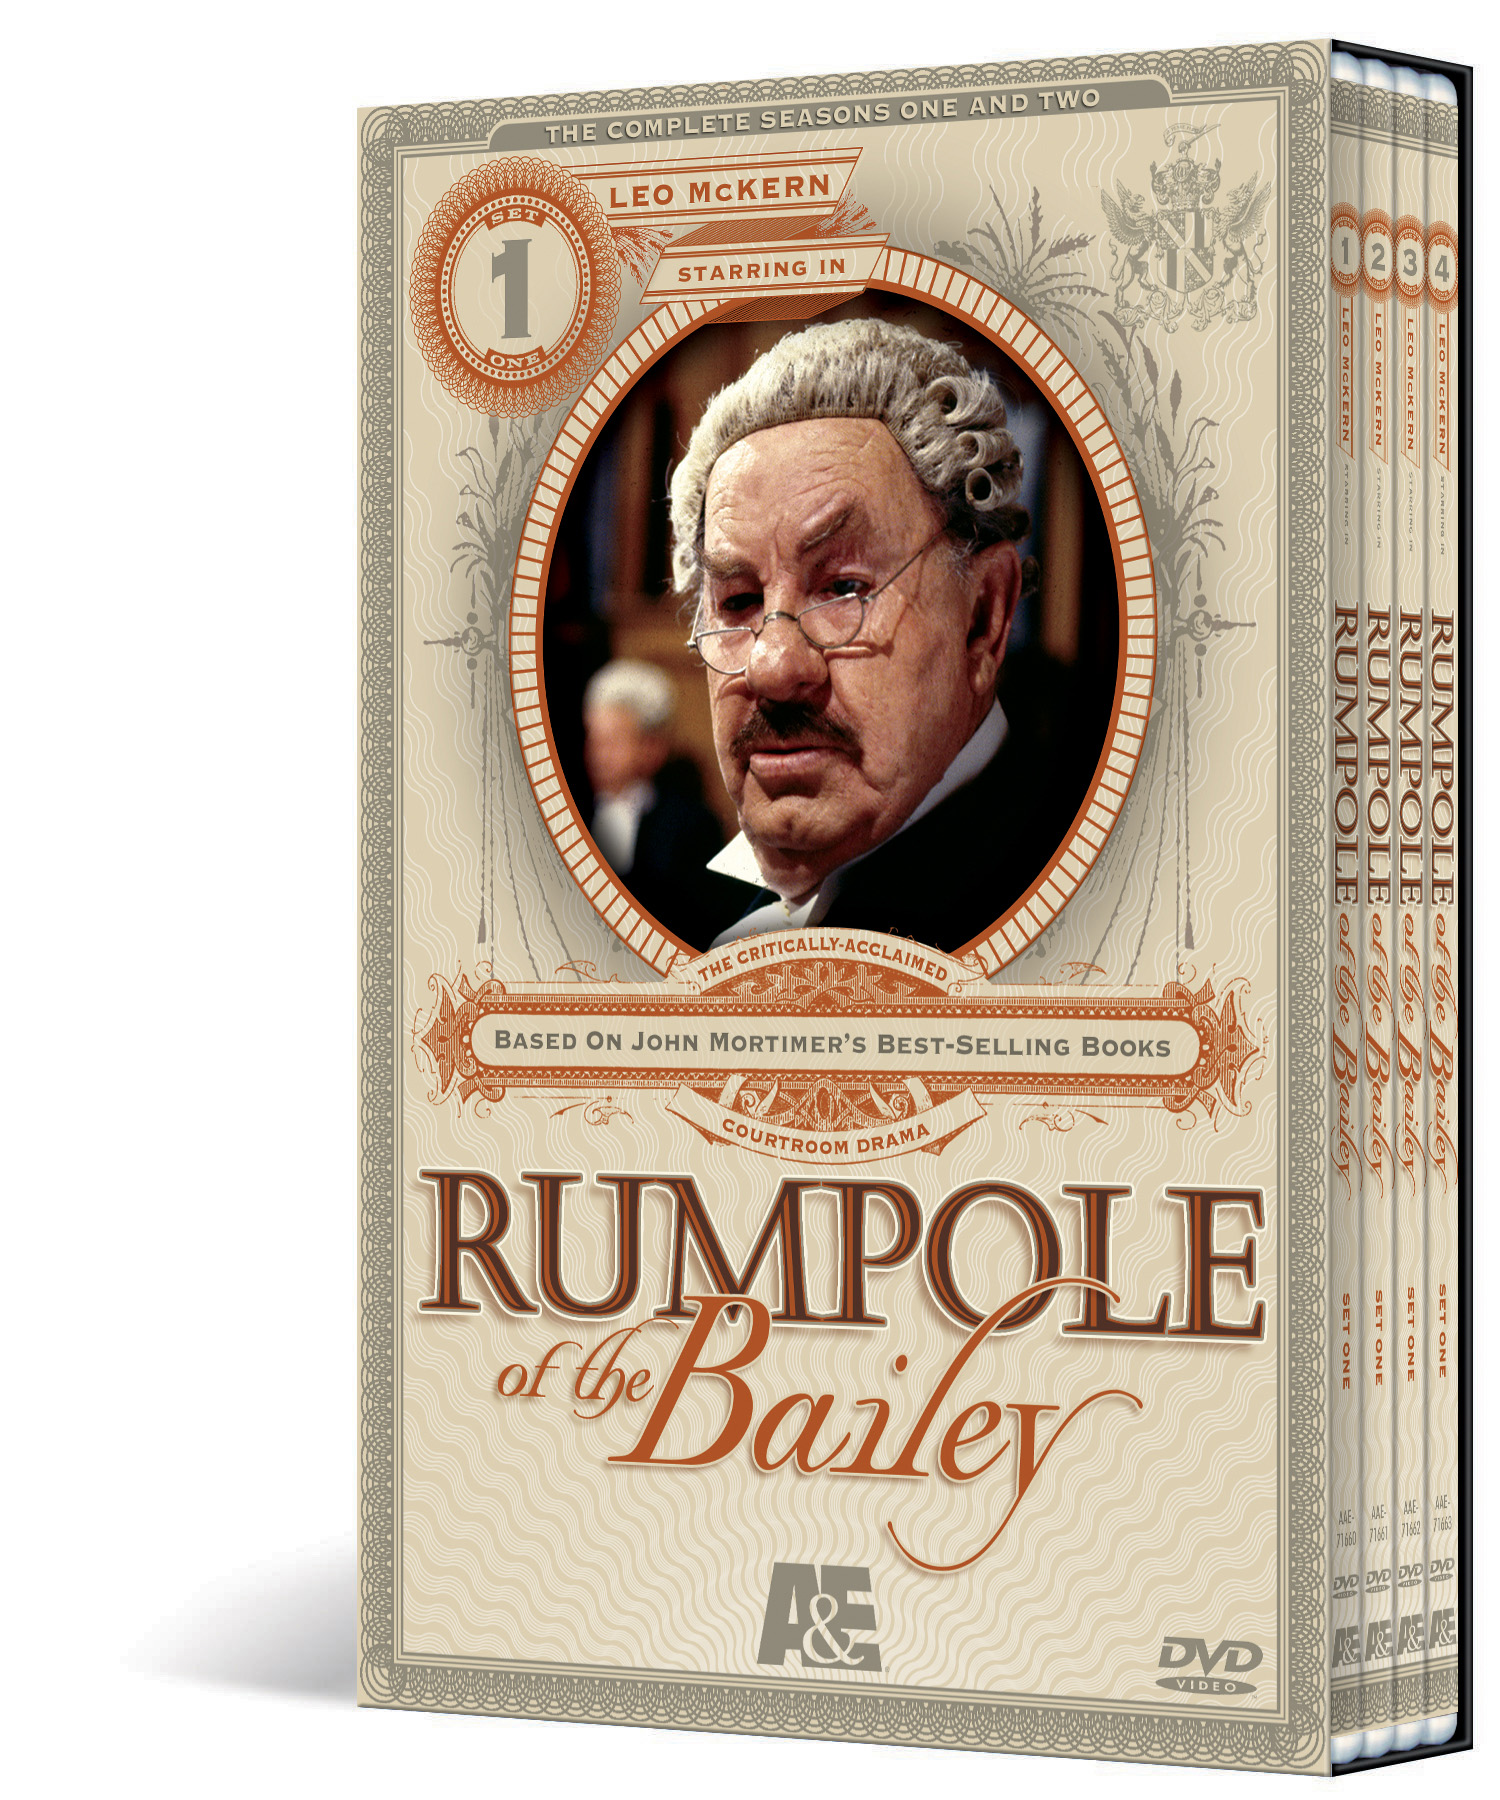 THE COMPLETE SEASONS ONE AND TWO
SET
1
ONE
LEO McKERN
STARRING IN
THE CRITICALLY-ACCLAIMED
BASED ON JOHN MORTIMER'S BEST-SELLING BOOKS
COURTROOM DRAMA
RUMPOLE
of the Bailey
A&E
DVD
VIDEO
1 LEO McKERN STARRING IN RUMPOLE of the Bailey SET ONE AAE-71660 DVD VIDEO A&E
2 LEO McKERN STARRING IN RUMPOLE of the Bailey SET ONE AAE-71661 DVD VIDEO A&E
3 LEO McKERN STARRING IN RUMPOLE of the Bailey SET ONE AAE-71662 DVD VIDEO A&E
4 LEO McKERN STARRING IN RUMPOLE of the Bailey SET ONE AAE-71663 DVD VIDEO A&E